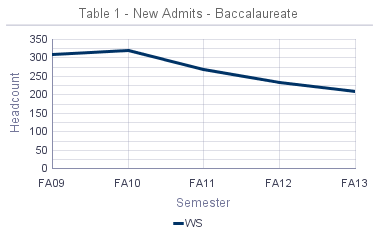 Table 1 - New Admits - Baccalaureate
350
300
250
200
150
100
50
0
Headcount
FA09 FA10 FA11 FA12 FA13
Semester
WS